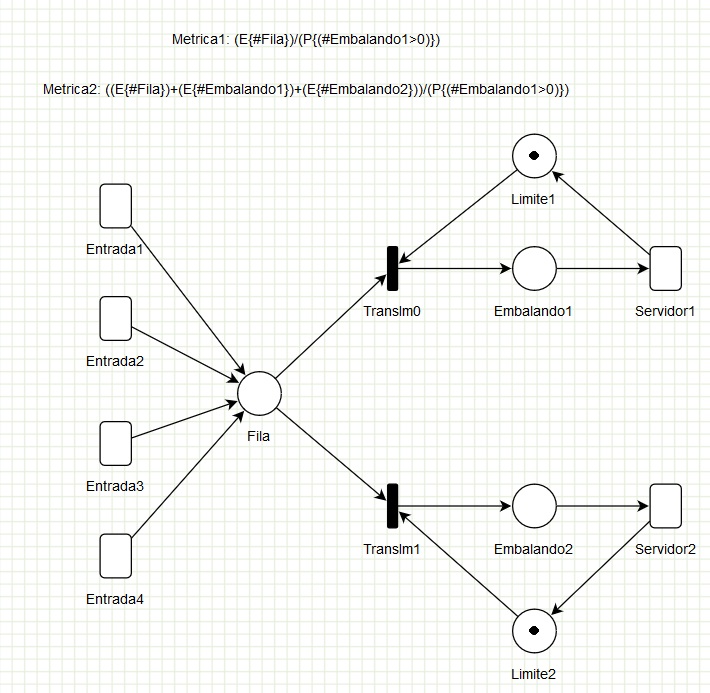 Metrica1: (E{#Fila})/(P{(#Embalando1>0)})
Metrica2: ((E{#Fila})+(E{#Embalando1})+(E{#Embalando2}))/(P{(#Embalando1>0)})
Limite1
Entrada1
TransIm0
Embalando1
Servidor1
Entrada2
Fila
Entrada3
TransIm1
Embalando2
Servidor2
Entrada4
Limite2